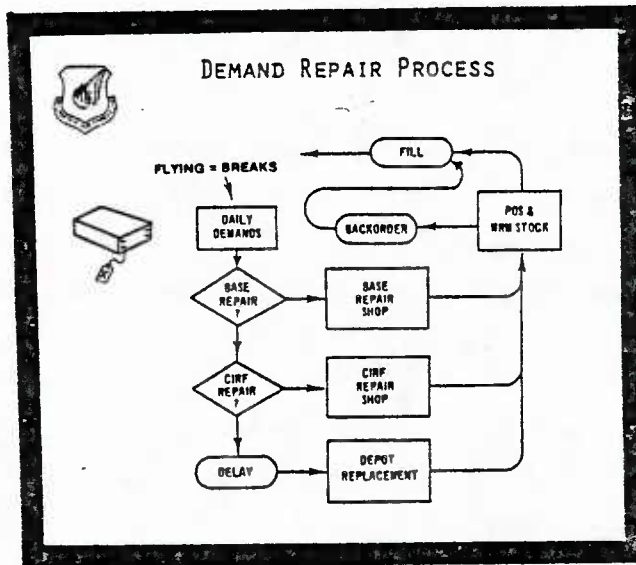 DEMAND REPAIR PROCESS
FILL
FLYING = BREAKS
DAILY
DEMANDS
BACKORDER
POS &
WRM STOCK
BASE
REPAIR
?
BASE
REPAIR
SHOP
CIRF
REPAIR
?
CIRF
REPAIR
SHOP
DELAY
DEPOT
REPLACEMENT